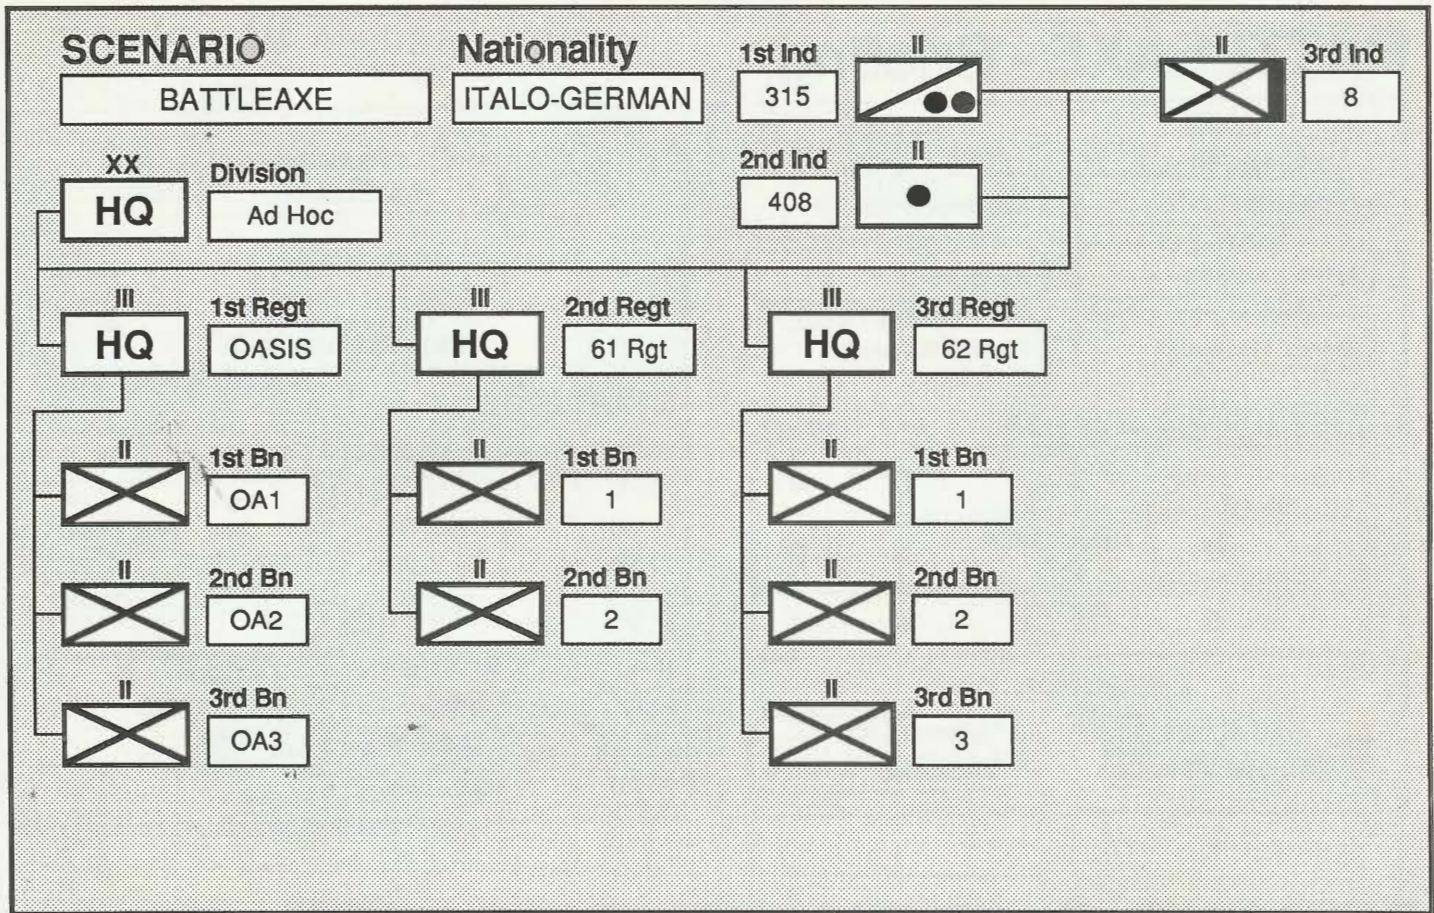 SCENARIO
BATTLEAXE
Nationality
ITALO-GERMAN
1st Ind
315
II
II
3rd Ind
8
2nd Ind
408
II
XX
HQ
Division
Ad Hoc
III
HQ
1st Regt
OASIS
III
HQ
2nd Regt
61 Rgt
III
HQ
3rd Regt
62 Rgt
II
1st Bn
OA1
II
2nd Bn
OA2
II
3rd Bn
OA3
II
1st Bn
1
II
2nd Bn
2
II
1st Bn
1
II
2nd Bn
2
II
3rd Bn
3